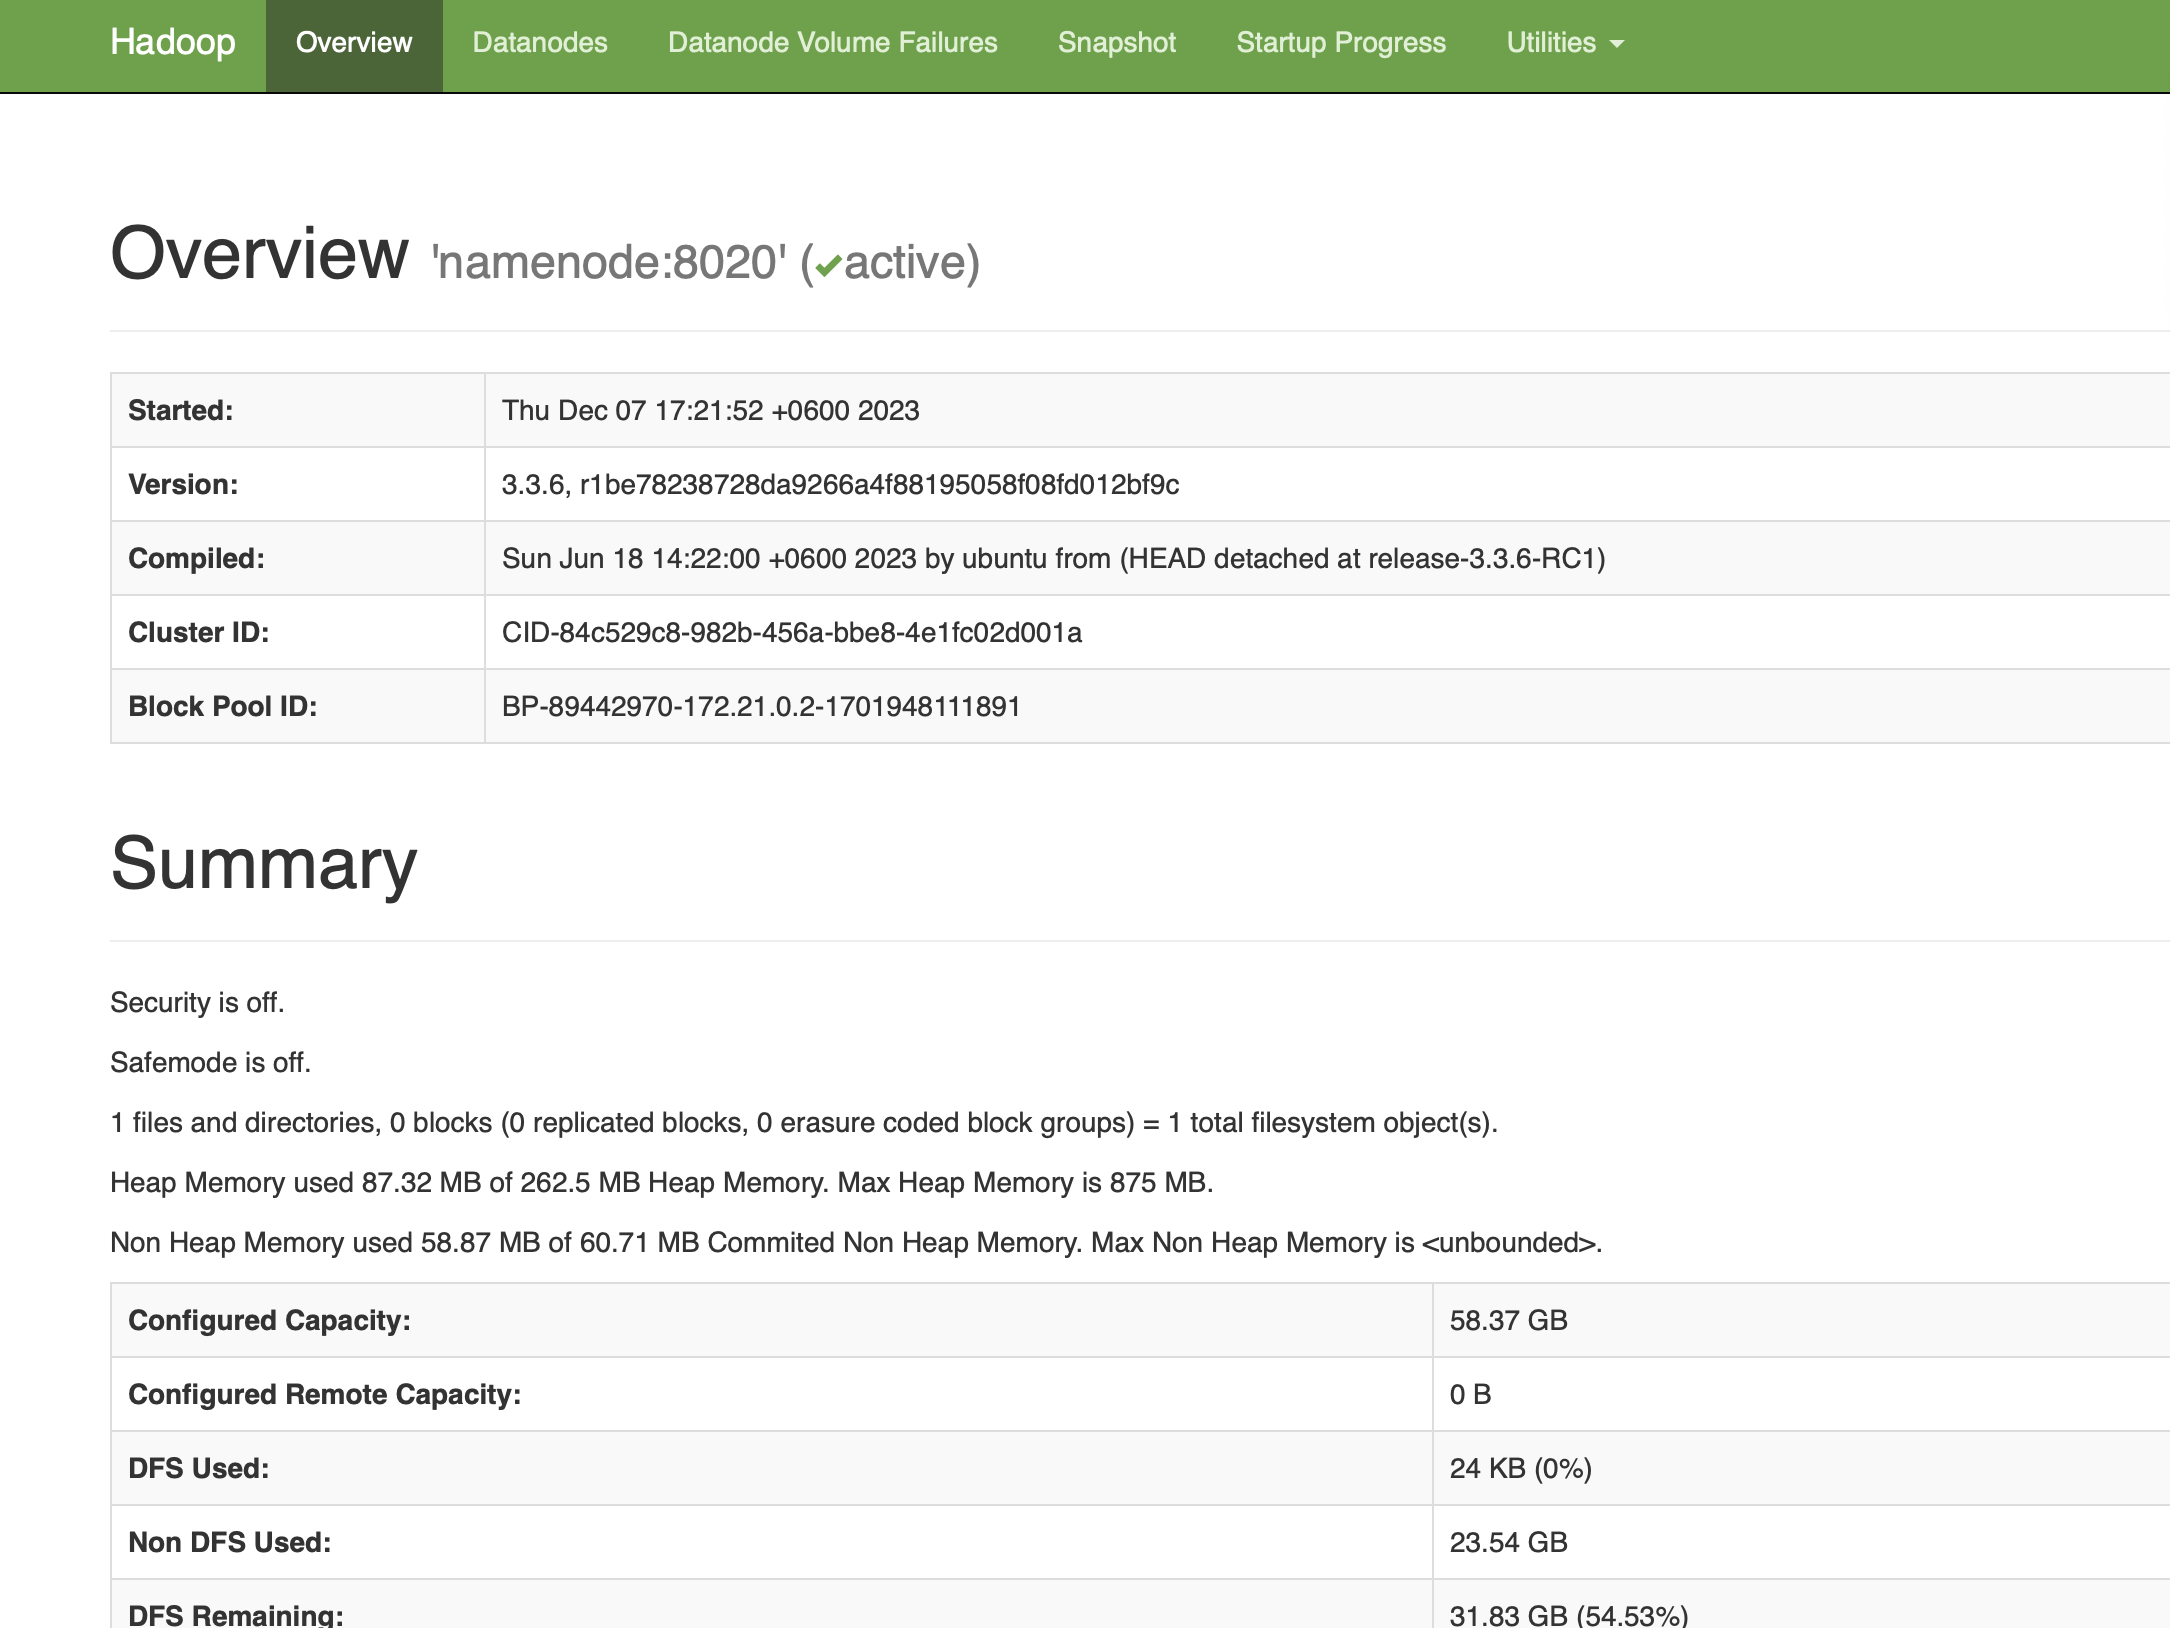 Hadoop Overview Datanodes Datanode Volume Failures Snapshot Startup Progress Utilities
Overview 'namenode:8020' (✔active)
Started: Thu Dec 07 17:21:52 +0600 2023
Version: 3.3.6, r1be78238728da9266a4f88195058f08fd012bf9c
Compiled: Sun Jun 18 14:22:00 +0600 2023 by ubuntu from (HEAD detached at release-3.3.6-RC1)
Cluster ID: CID-84c529c8-982b-456a-bbe8-4e1fc02d001a
Block Pool ID: BP-89442970-172.21.0.2-1701948111891
Summary
Security is off.
Safemode is off.
1 files and directories, 0 blocks (0 replicated blocks, 0 erasure coded block groups) = 1 total filesystem object(s).
Heap Memory used 87.32 MB of 262.5 MB Heap Memory. Max Heap Memory is 875 MB.
Non Heap Memory used 58.87 MB of 60.71 MB Commited Non Heap Memory. Max Non Heap Memory is <unbounded>.
Configured Capacity: 58.37 GB
Configured Remote Capacity: 0 B
DFS Used: 24 KB (0%)
Non DFS Used: 23.54 GB
DFS Remaining: 31.83 GB (54.53%)